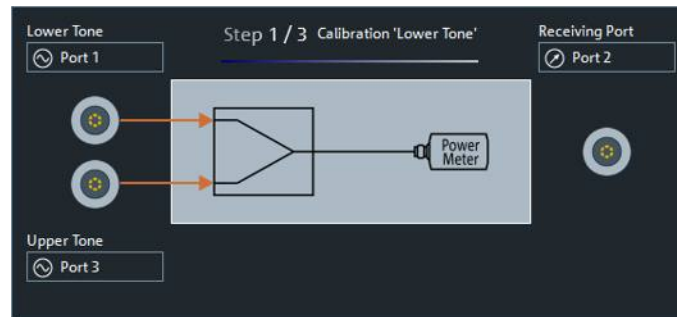 Lower Tone
Step 1 / 3 Calibration 'Lower Tone'
Receiving Port
Port 1
Port 2
Power
Meter
Upper Tone
Port 3